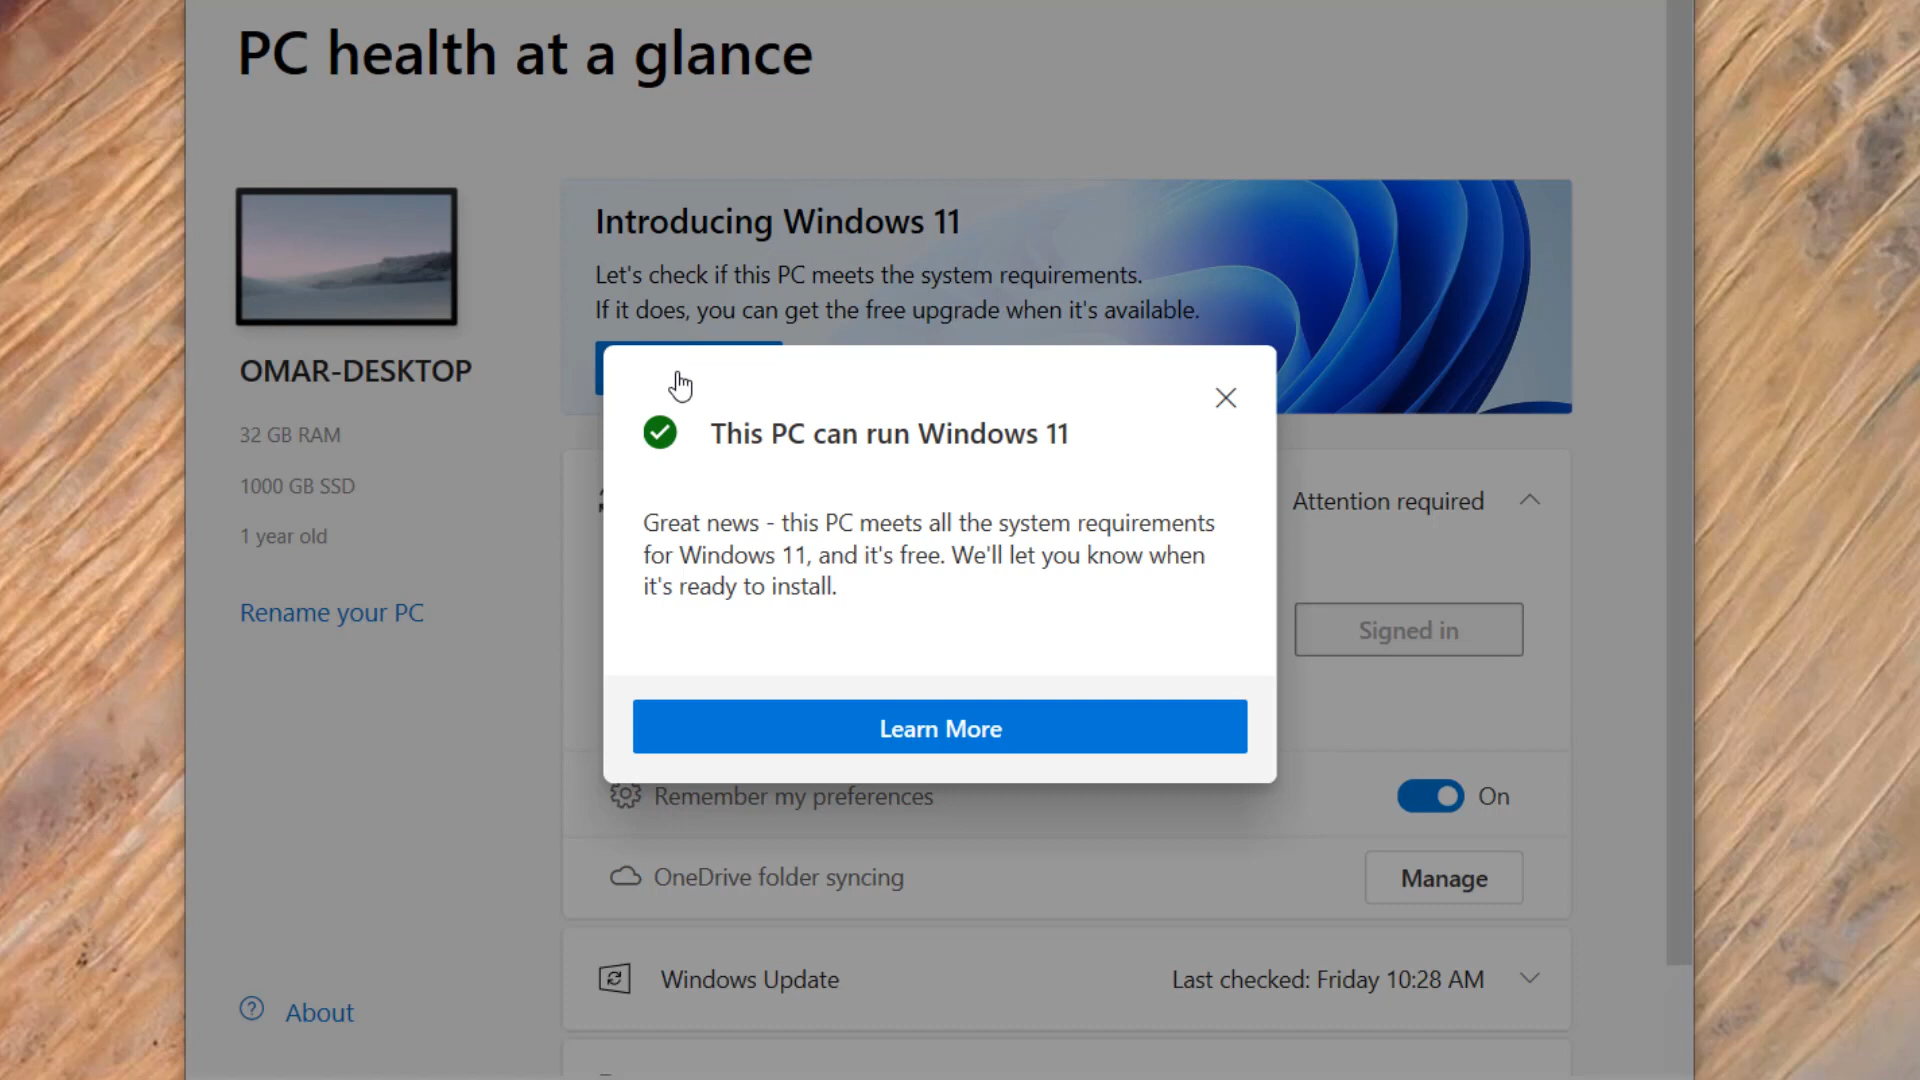 PC health at a glance
OMAR-DESKTOP
32 GB RAM
1000 GB SSD
1 year old
Rename your PC
About
Introducing Windows 11
Let's check if this PC meets the system requirements.
If it does, you can get the free upgrade when it's available.
This PC can run Windows 11
Great news - this PC meets all the system requirements
for Windows 11, and it's free. We'll let you know when
it's ready to install.
Learn More
Attention required
Signed in
Remember my preferences On
OneDrive folder syncing Manage
Windows Update Last checked: Friday 10:28 AM